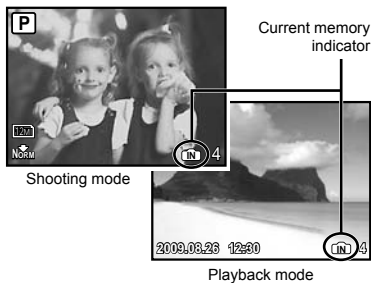 P
Current memory
indicator
12M
NORM
IN 4
Shooting mode
2009.08.26 12:30 IN 4
Playback mode